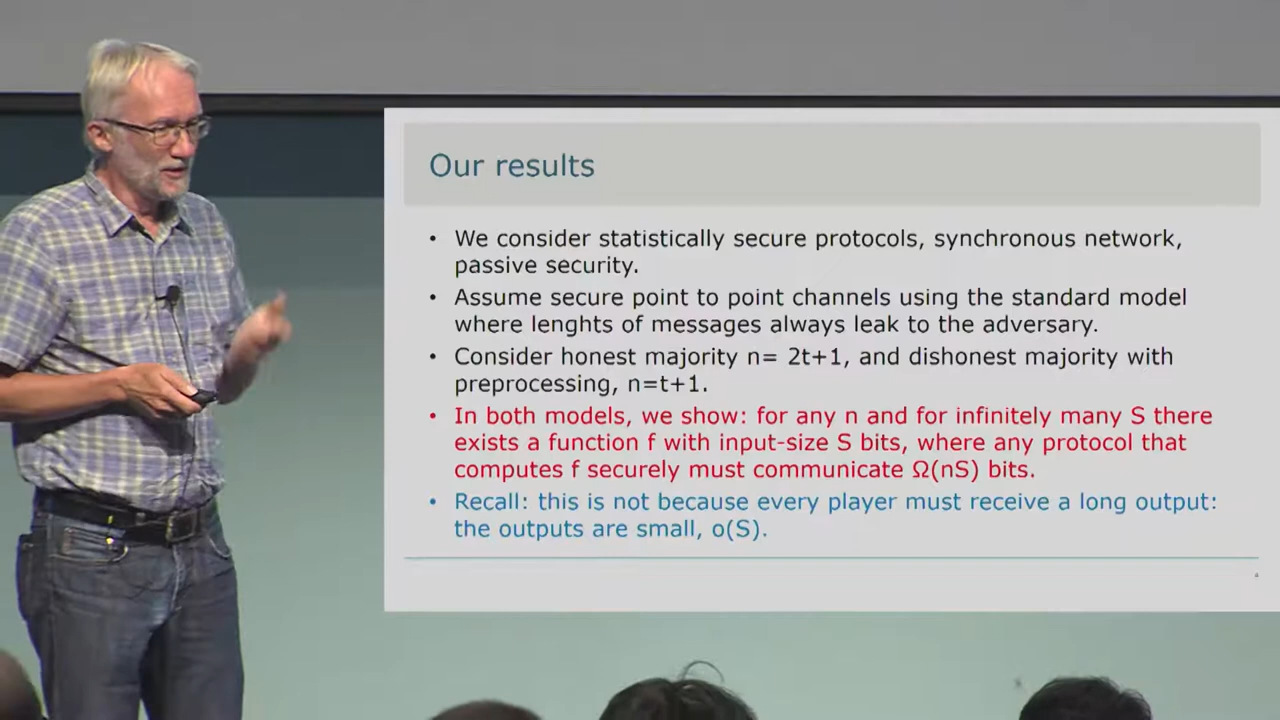 Our results
• We consider statistically secure protocols, synchronous network,
passive security.
• Assume secure point to point channels using the standard model
where lenghts of messages always leak to the adversary.
• Consider honest majority n= 2t+1, and dishonest majority with
preprocessing, n=t+1.
• In both models, we show: for any n and for infinitely many S there
exists a function f with input-size S bits, where any protocol that
computes f securely must communicate Ω(nS) bits.
• Recall: this is not because every player must receive a long output:
the outputs are small, o(S).
4